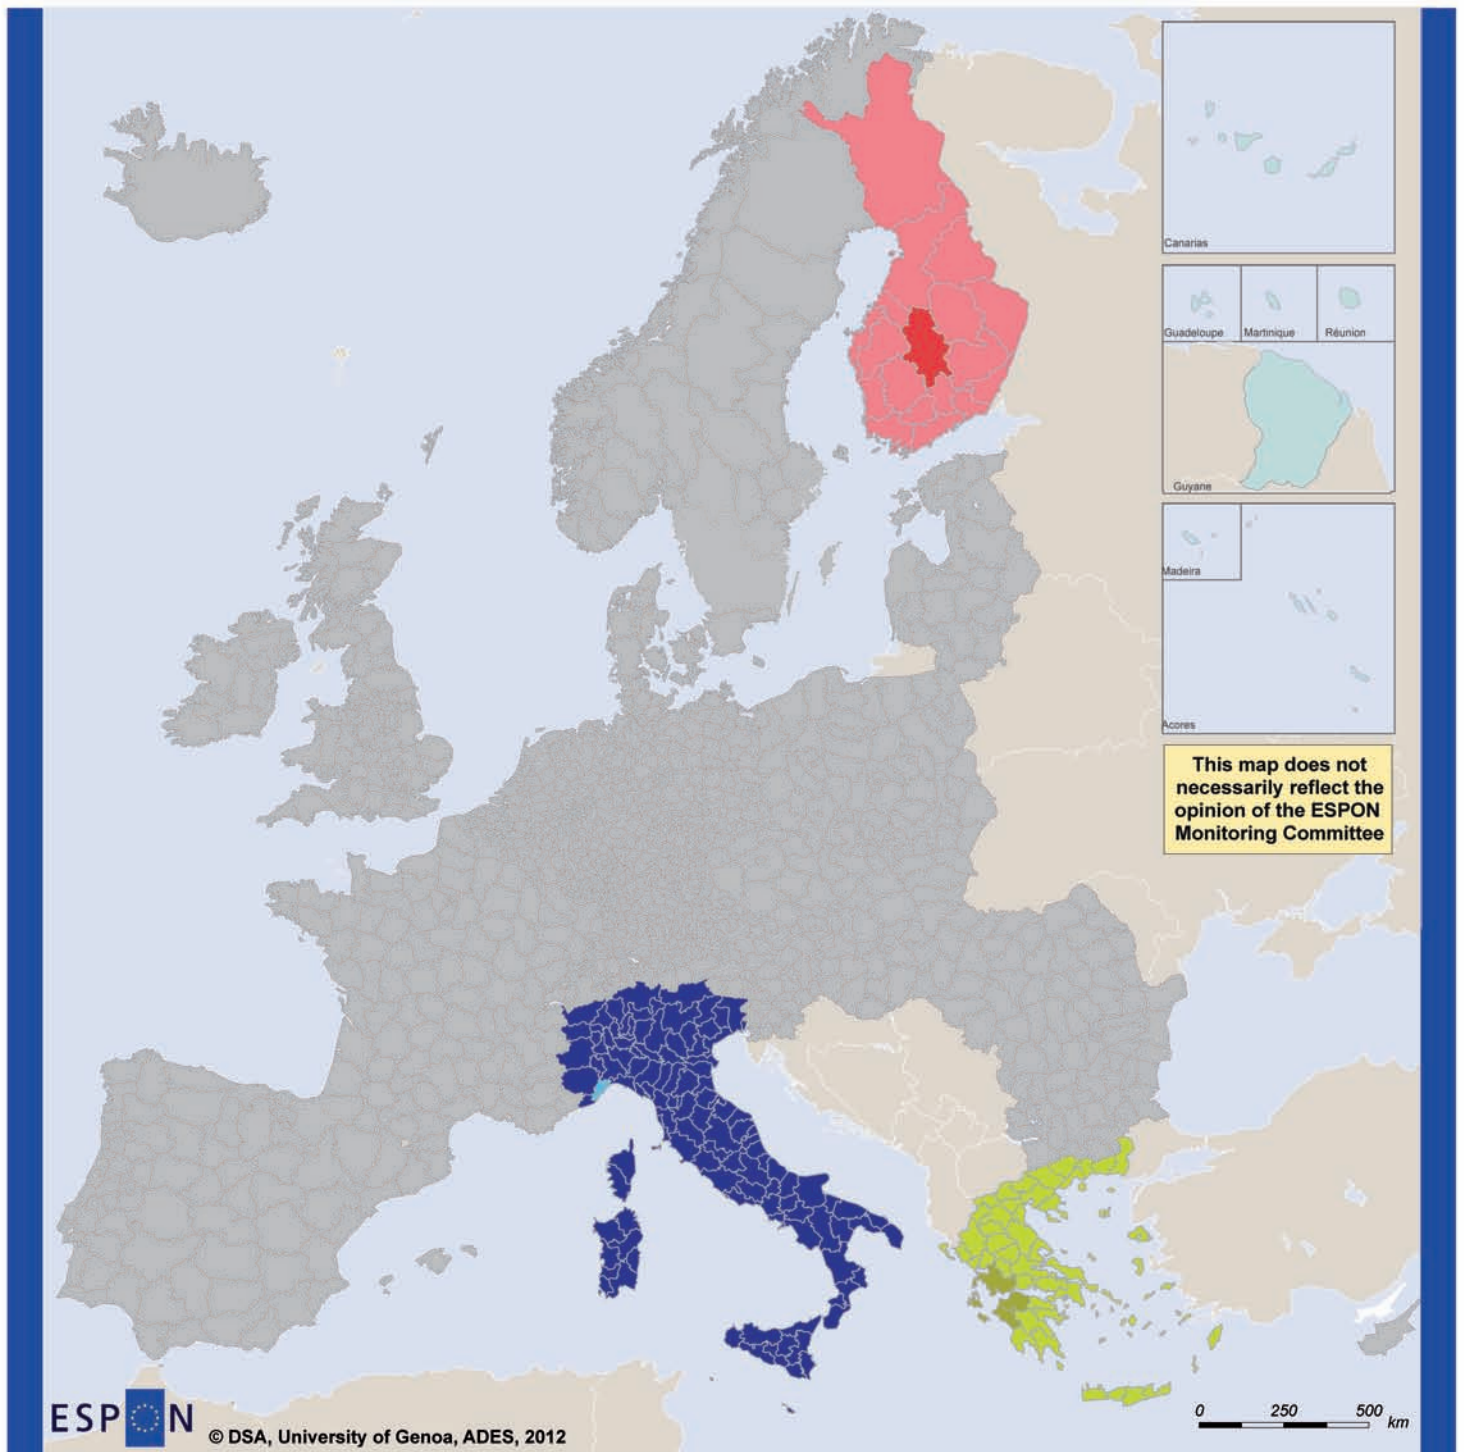 Canarias
Guadeloupe
Martinique
Réunion
Guyane
Madeira
Acores
This map does not
necessarily reflect the
opinion of the ESPON
Monitoring Committee
ESPON
© DSA, University of Genoa, ADES, 2012
0 250 500
km